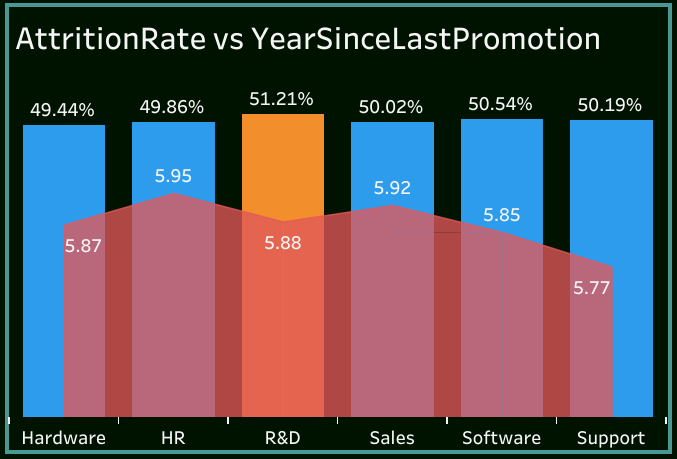 AttritionRate vs YearSinceLastPromotion
49.44% 49.86% 51.21% 50.02% 50.54% 50.19%
5.87 5.95 5.88 5.92 5.85 5.77
Hardware HR R&D Sales Software Support